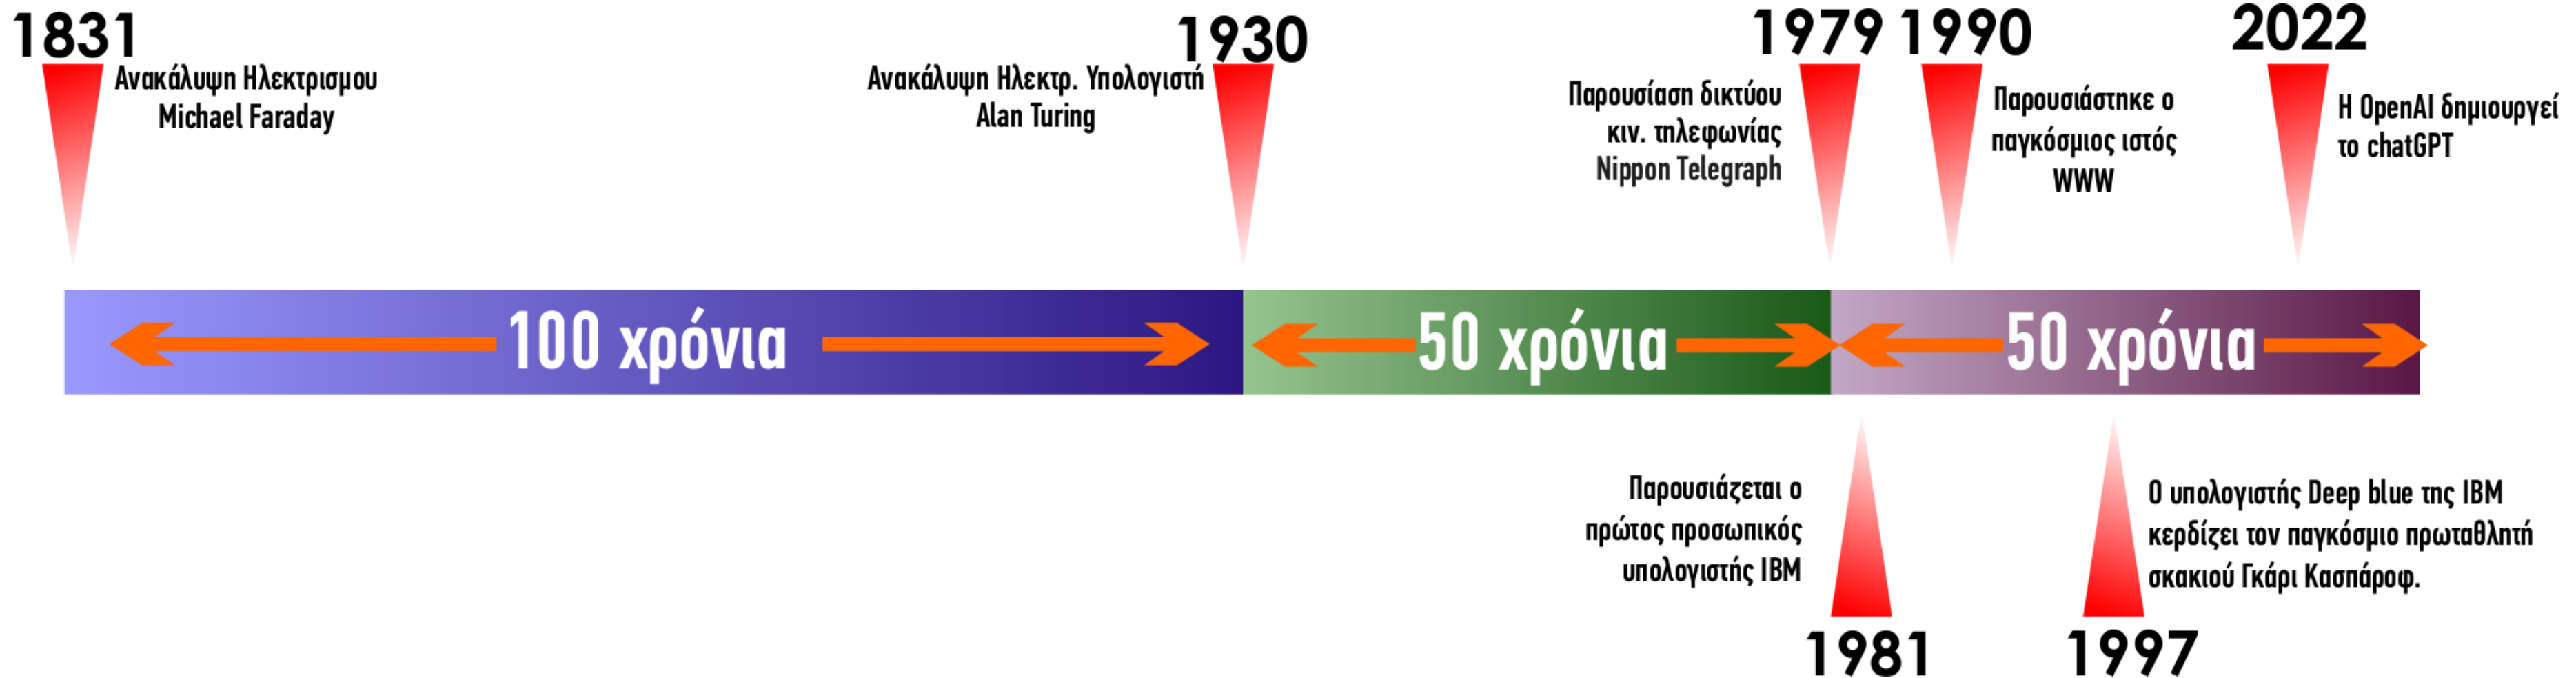 1831
Ανακάλυψη Ηλεκτρισμου
Michael Faraday
1930
Ανακάλυψη Ηλεκτρ. Υπολογιστή
Alan Turing
1979
Παρουσίαση δικτύου
κιν. τηλεφωνίας
Nippon Telegraph
1990
Παρουσιάστηκε ο
παγκόσμιος ιστός
WWW
2022
Η OpenAI δημιουργεί
το chatGPT
100 χρόνια
50 χρόνια
50 χρόνια
Παρουσιάζεται ο
πρώτος προσωπικός
υπολογιστής IBM
1981
Ο υπολογιστής Deep blue της IBM
κερδίζει τον παγκόσμιο πρωταθλητή
σκακιού Γκάρι Κασπάροφ.
1997